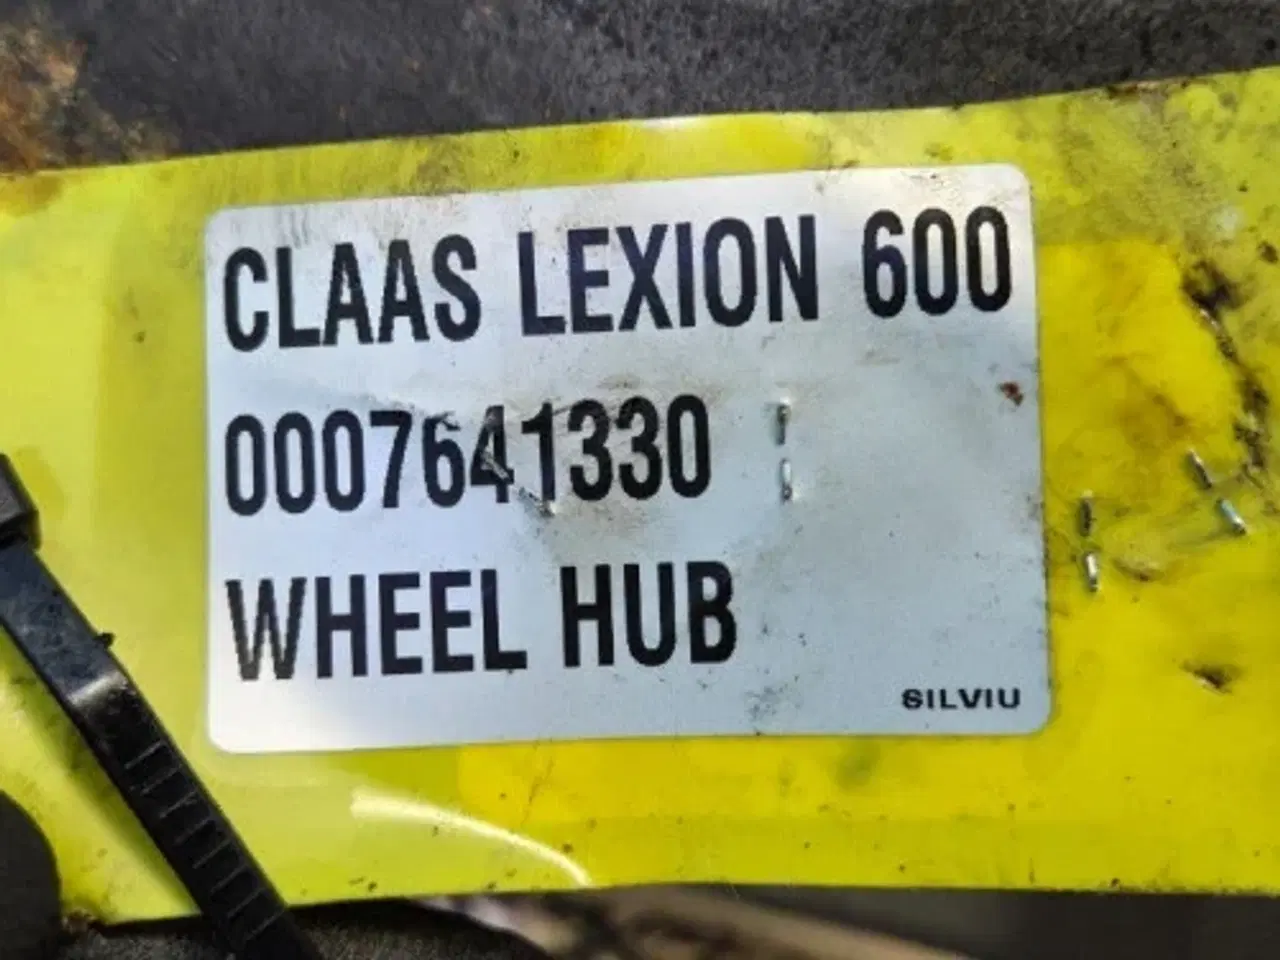 CLAAS LEXION 600
0007641330
WHEEL HUB
SILVIU